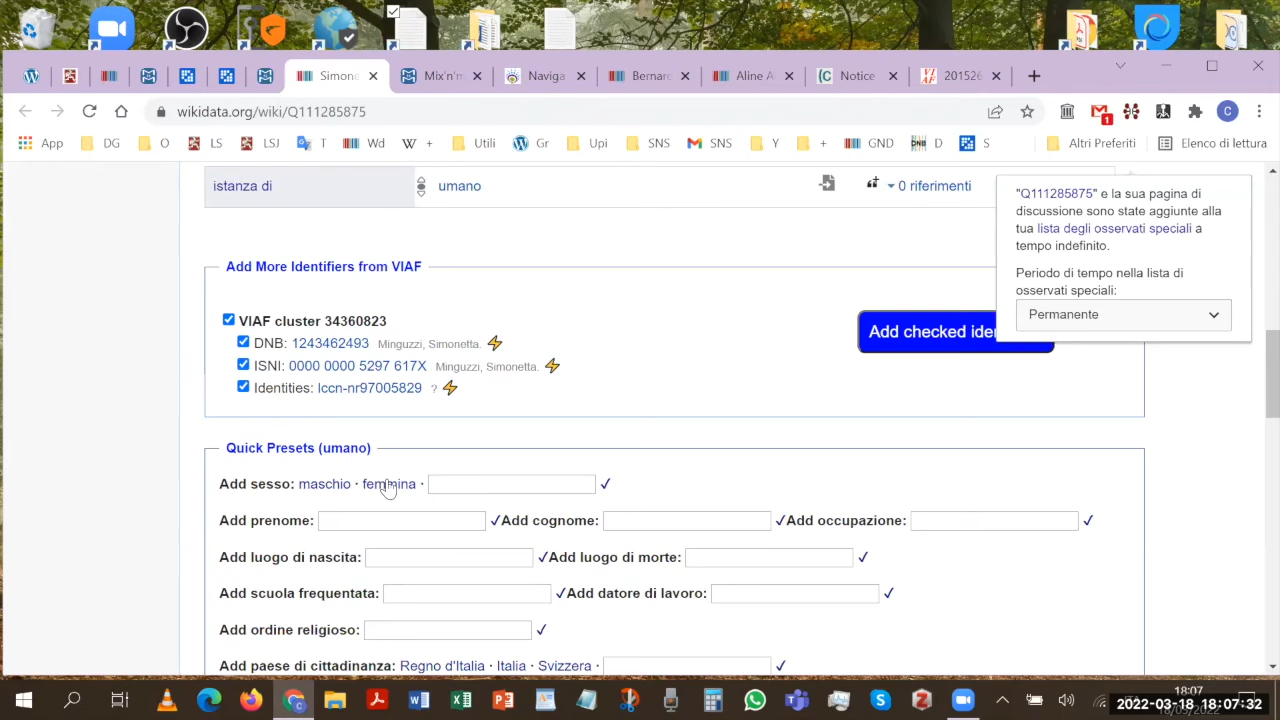 Simone
Mix'n'm
Naviga
Bernare
Aline A
Notice
201526
wikidata.org/wiki/Q111285875
App
DG
O
LS
LSJ
T
Wd
+
Utili
Gr
Upi
SNS
SNS
Y
+
GND
D
S
Altri Preferiti
Elenco di lettura
istanza di
umano
0 riferimenti
"Q111285875" e la sua pagina di
discussione sono state aggiunte alla
tua lista degli osservati speciali a
tempo indefinito.
Periodo di tempo nella lista di
osservati speciali:
Permanente
Add More Identifiers from VIAF
VIAF cluster 34360823
DNB: 1243462493 Minguzzi, Simonetta.
ISNI: 0000 0000 5297 617X Minguzzi, Simonetta.
Identities: lccn-nr97005829 ?
Add checked ide
Quick Presets (umano)
Add sesso: maschio · femmina ·
Add prenome: Add cognome: Add occupazione:
Add luogo di nascita: Add luogo di morte:
Add scuola frequentata: Add datore di lavoro:
Add ordine religioso:
Add paese di cittadinanza: Regno d'Italia · Italia · Svizzera ·
18:07
2022-03-18 18:07:32